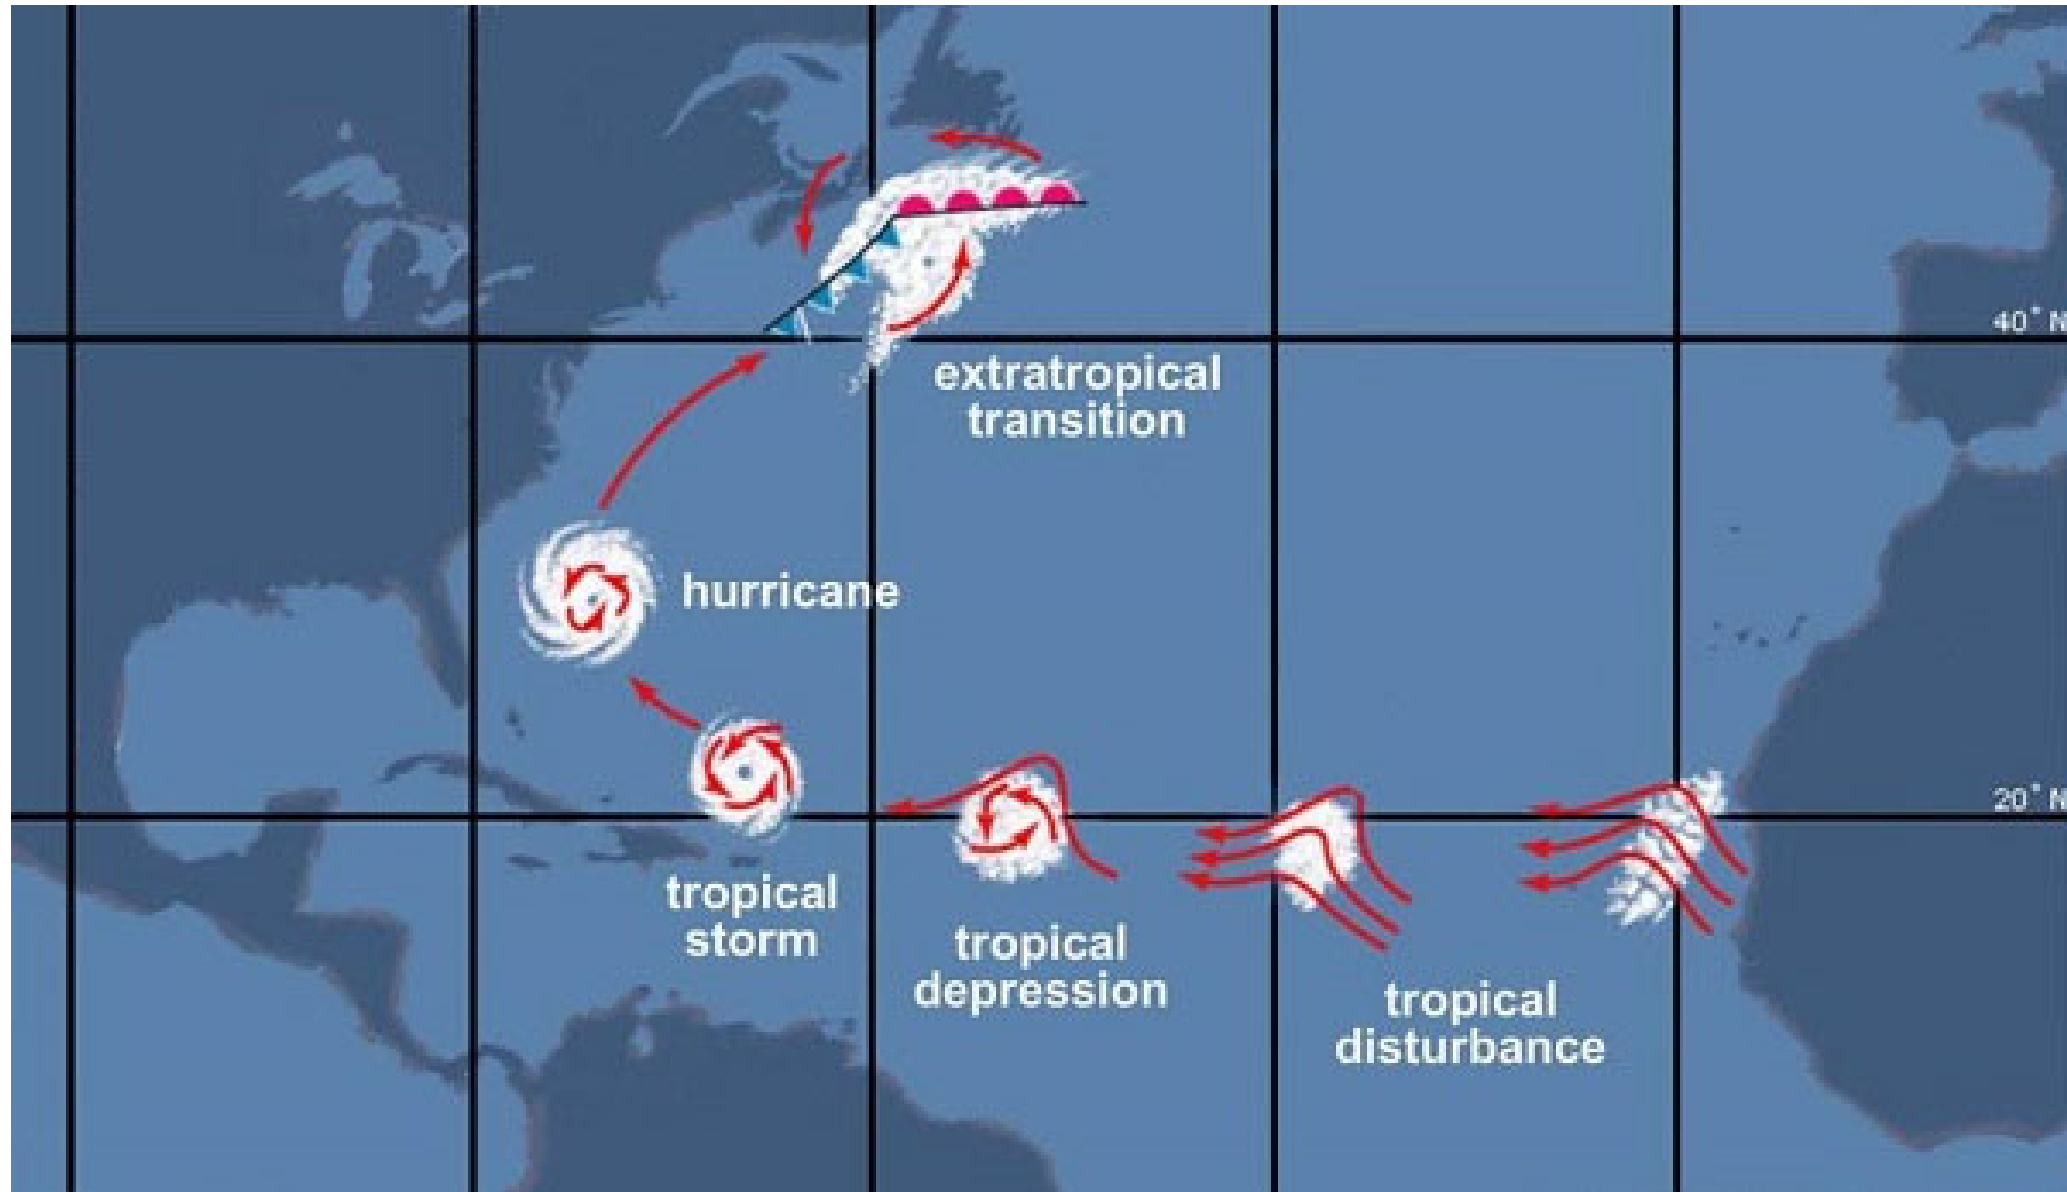 40° N
extratropical
transition
hurricane
20° N
tropical
storm
tropical
depression
tropical
disturbance